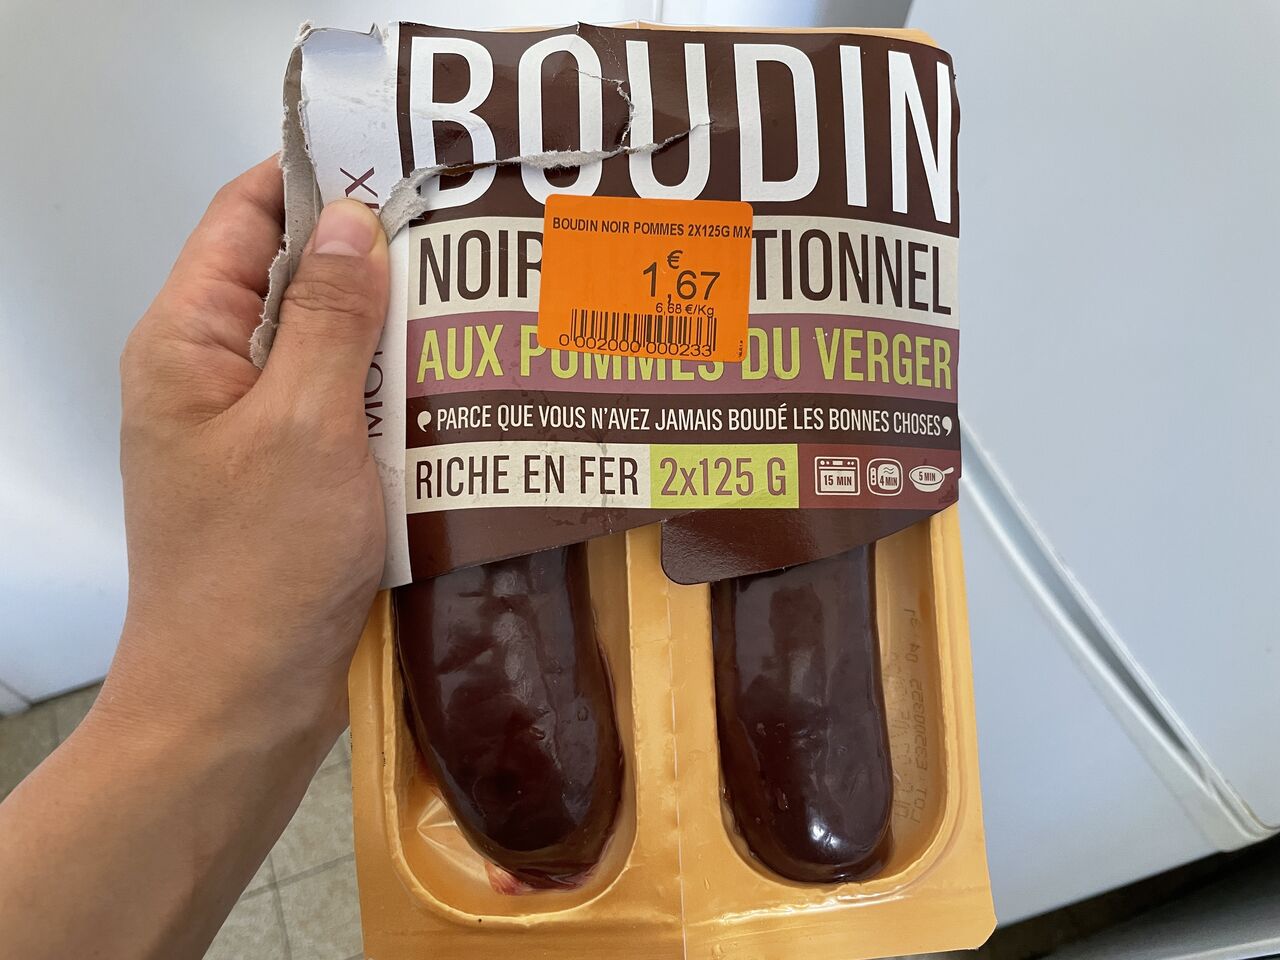 BOUDIN
NOIR TIONNEL
AUX POMMES DU VERGER
BOUDIN NOIR POMMES 2X125G MX
€
1,67
6,68 €/Kg
0 002000 000233
PARCE QUE VOUS N'AVEZ JAMAIS BOUDÉ LES BONNES CHOSES
RICHE EN FER 2x125 G
15 MIN 4 MIN 5 MIN